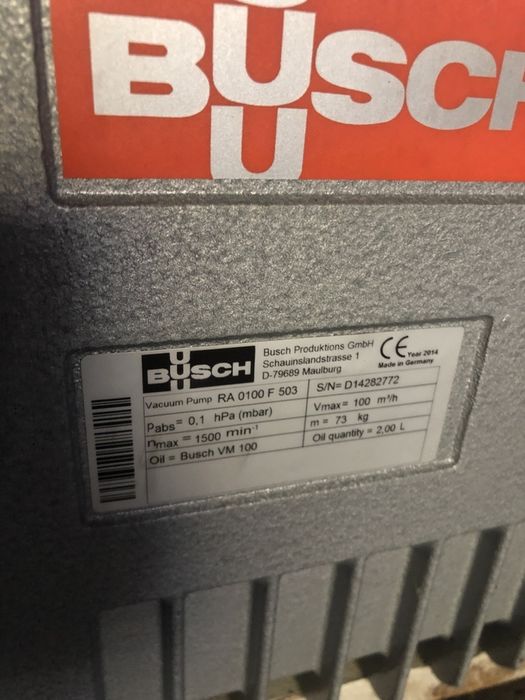 BUSCH
BUSCH
Busch Produktions GmbH
Schauinslandstrasse 1
D-79689 Maulburg
CE Year 2014
Made in Germany
Vacuum Pump RA 0100 F 503
S/N= D14282772
Pabs= 0,1 hPa (mbar)
Vmax= 100 m³/h
nmax = 1500 min⁻¹
m = 73 kg
Oil = Busch VM 100
Oil quantity = 2,00 L